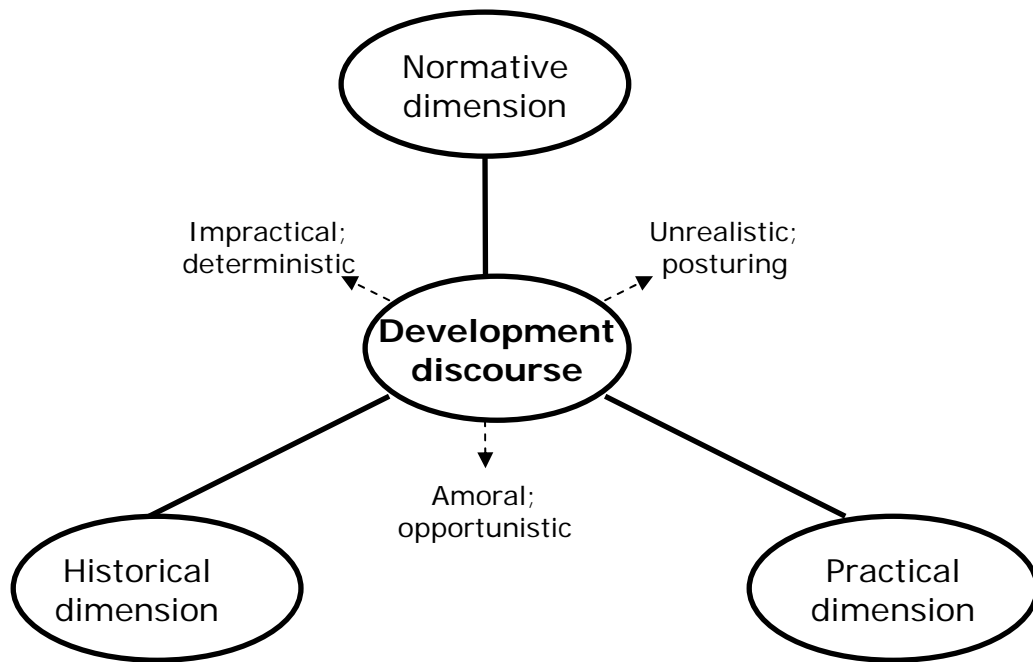 Normative
dimension
Impractical;
deterministic
Unrealistic;
posturing
Development
discourse
Amoral;
opportunistic
Historical
dimension
Practical
dimension